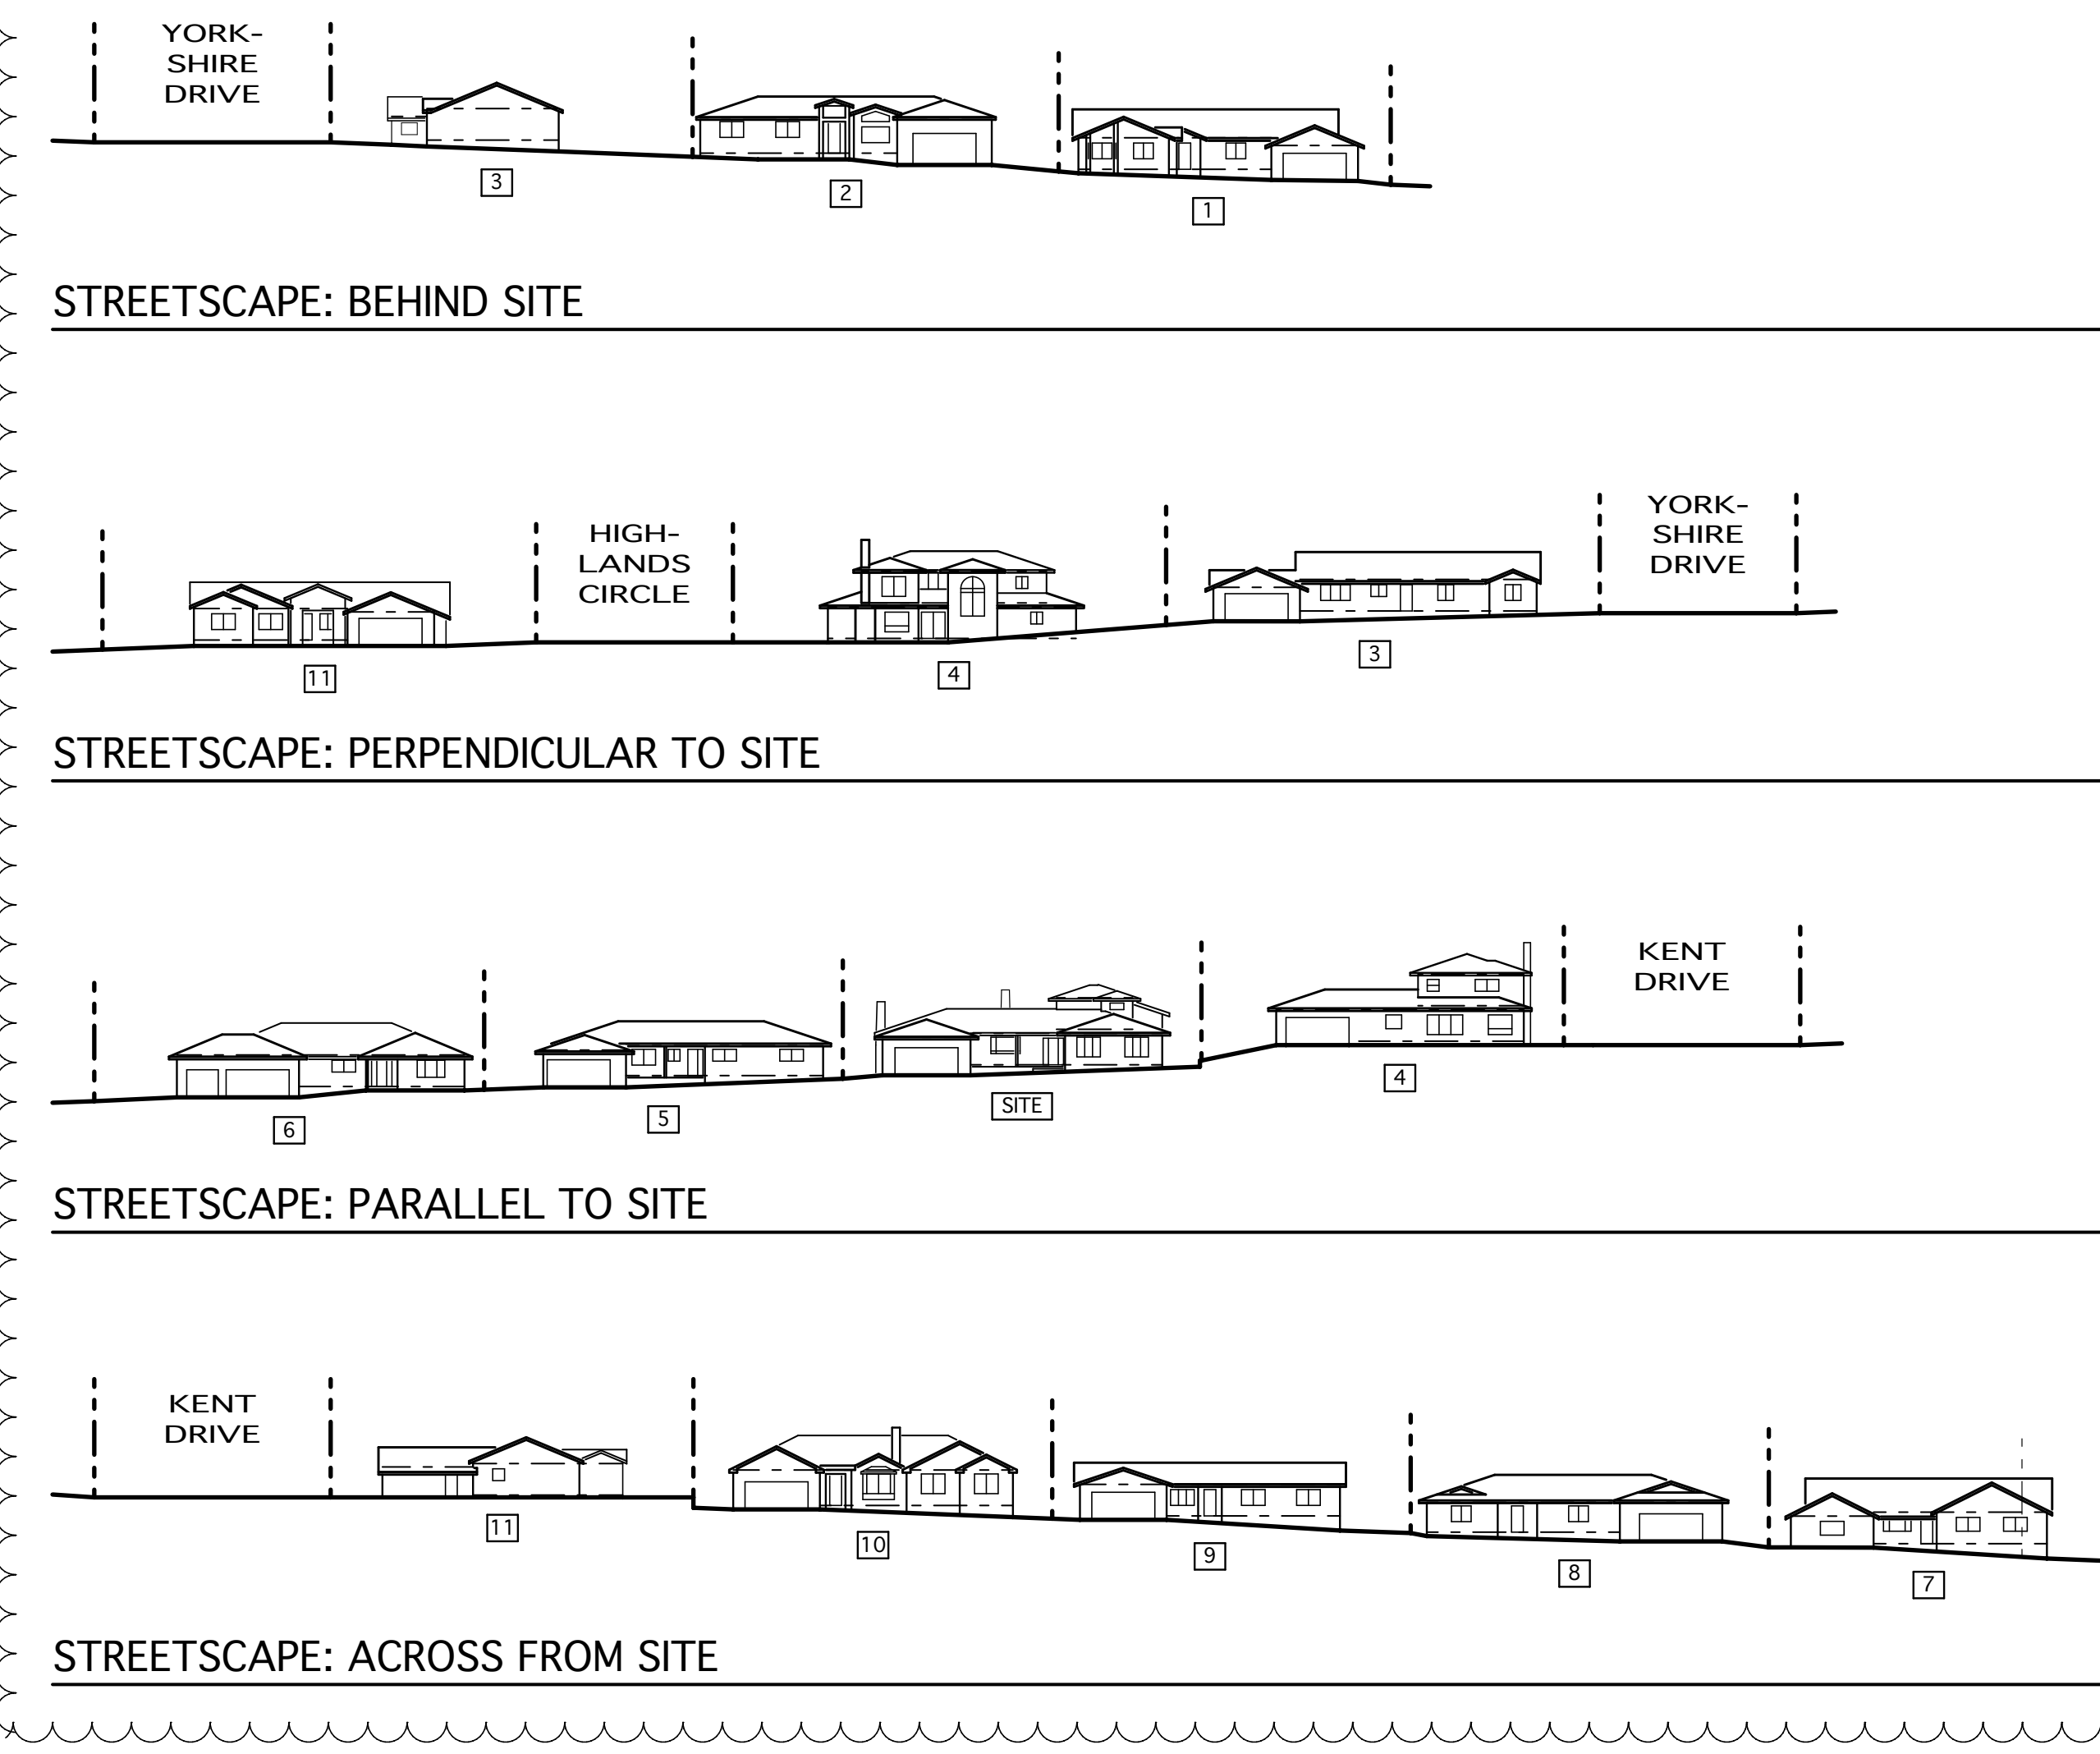 YORK-
SHIRE
DRIVE
3
2
1
STREETSCAPE: BEHIND SITE
HIGH-
LANDS
CIRCLE
YORK-
SHIRE
DRIVE
11
4
3
STREETSCAPE: PERPENDICULAR TO SITE
KENT
DRIVE
6
5
SITE
4
STREETSCAPE: PARALLEL TO SITE
KENT
DRIVE
11
10
9
8
7
STREETSCAPE: ACROSS FROM SITE